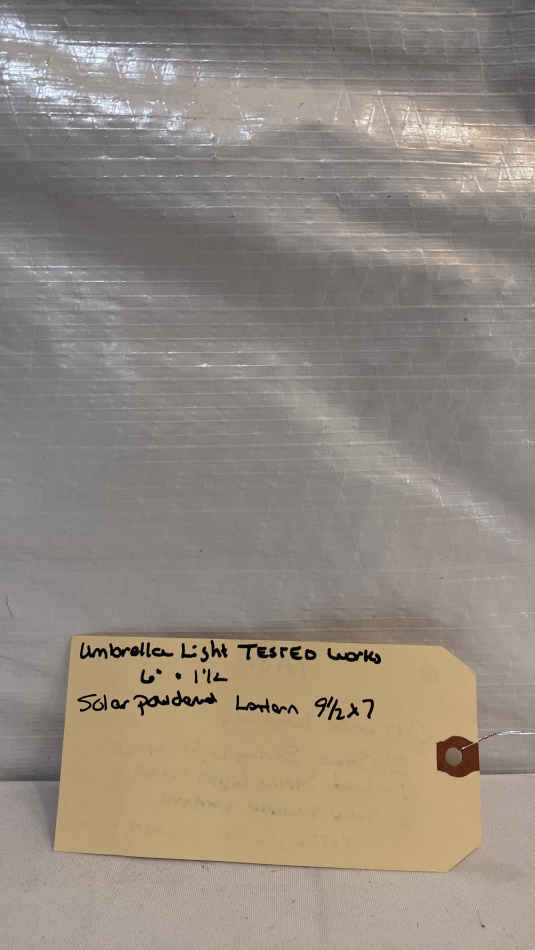 Umbrella Light TESTED works
6" • 1 1/2
Solar powdered Lantern 9 1/2 x 7